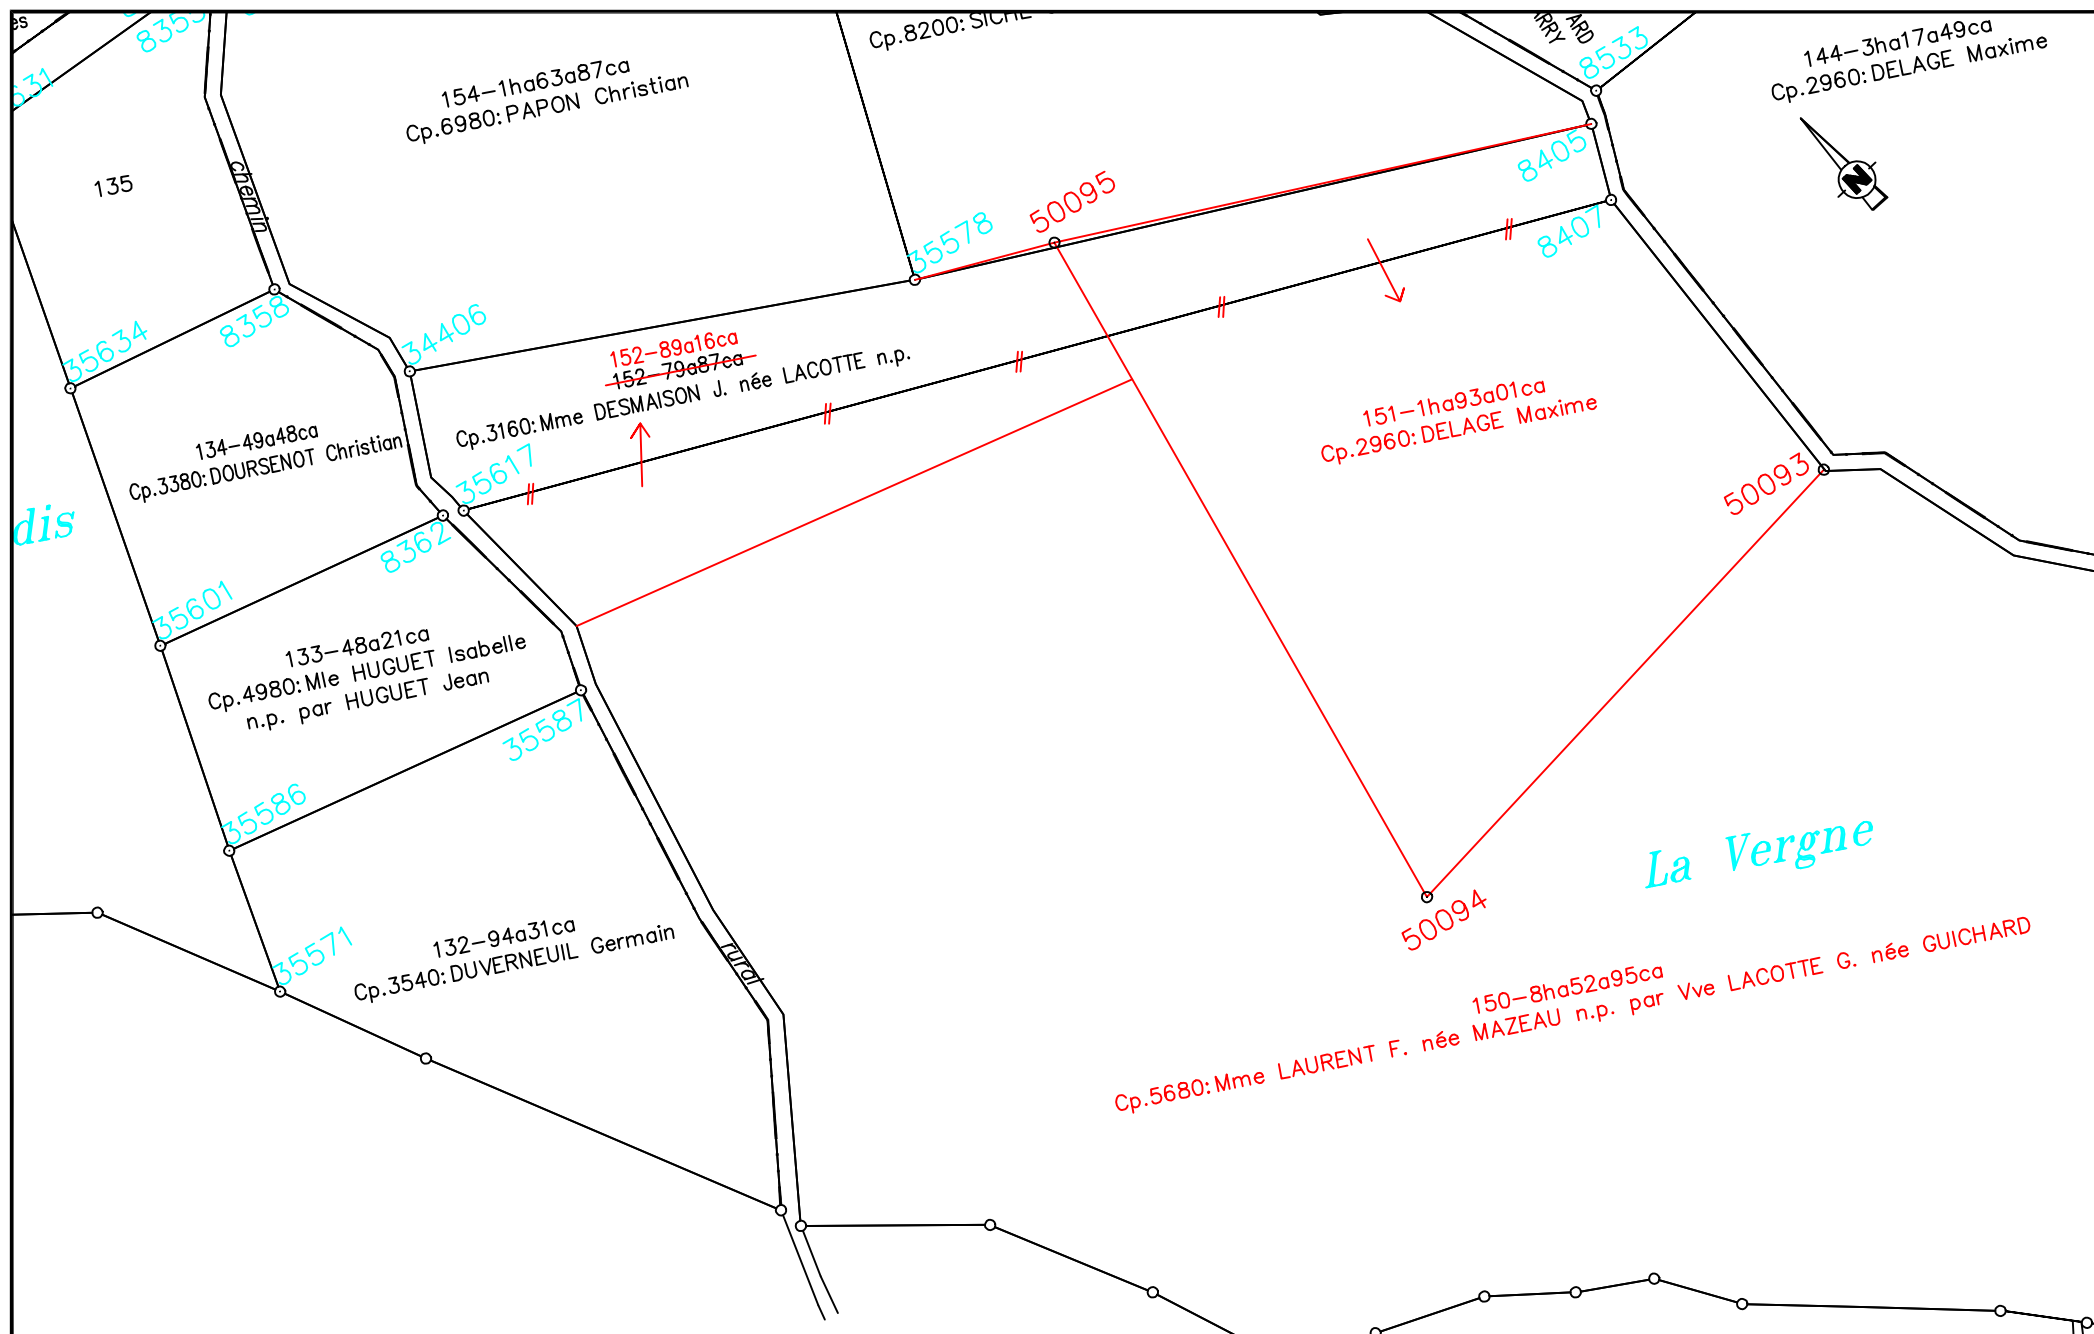 es
8533
144-3ha17a49ca
Cp.2960:DELAGE Maxime
154-1ha63a87ca
Cp.6980:PAPON Christian
631
135
chemin
N
8405
8407
50095
35578
34406
8358
35634
152-89a16ca
152-79a87ca
Cp.3160:Mme DESMAISON J. née LACOTTE n.p.
151-1ha93a01ca
Cp.2960:DELAGE Maxime
134-49a48ca
Cp.3380:DOURSENOT Christian
35617
50093
dis
8362
35601
133-48a21ca
Cp.4980:Mle HUGUET Isabelle
n.p. par HUGUET Jean
35587
35586
La Vergne
50094
132-94a31ca
Cp.3540:DUVERNEUIL Germain
35571
rural
150-8ha52a95ca
Cp.5680:Mme LAURENT F. née MAZEAU n.p. par Vve LACOTTE G. née GUICHARD